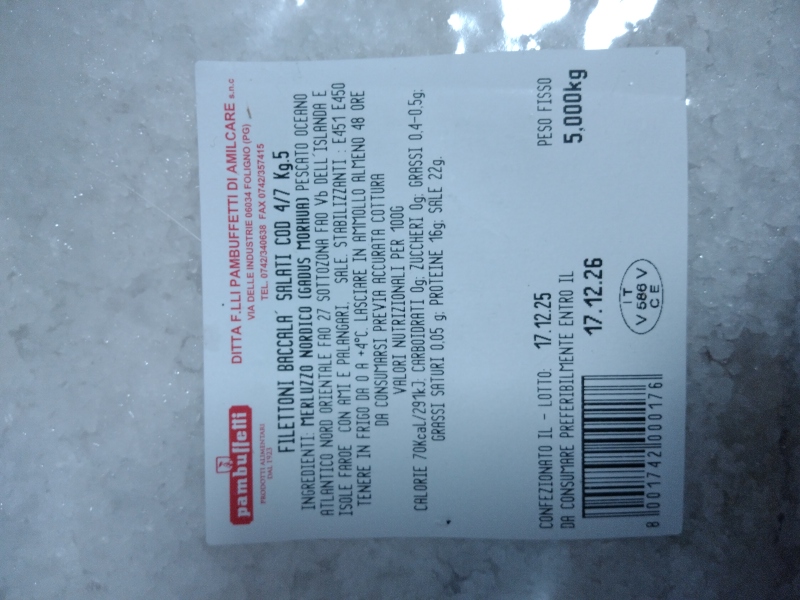 pambuffetti
PRODOTTI ALIMENTARI
DAL 1923
DITTA F.LLI PAMBUFFETTI DI AMILCARE s.n.c
VIA DELLE INDUSTRIE 06034 FOLIGNO (PG)
TEL. 0742/340638 FAX 0742/357415
FILETTONI BACCALA´ SALATI COD 4/7 Kg.5
INGREDIENTI MERLUZZO NORDICO (GADUS MORHUA) PESCATO OCEANO
ATLANTICO NORD ORIENTALE FAO 27 SOTTOZONA FAO Vb DELL´ISLANDA E
ISOLE FAROE CON AMI E PALANGARI. SALE. STABILIZZANTI : E451 E450
TENERE IN FRIGO DA 0 A +4°C. LASCIARE IN AMMOLLO ALMENO 48 ORE
DA CONSUMARSI PREVIA ACCURATA COTTURA
VALORI NUTRIZIONALI PER 100G
CALORIE 70Kcal/291kJ; CARBOIDRATI 0g; ZUCCHERI 0g; GRASSI 0.4-0.5g;
GRASSI SATURI 0.05 g; PROTEINE 16g; SALE 22g.
PESO FISSO
5,000kg
CONFEZIONATO IL - LOTTO: 17.12.25
DA CONSUMARE PREFERIBILMENTE ENTRO IL
17.12.26
IT
V 586 V
CE
8 001742 000176